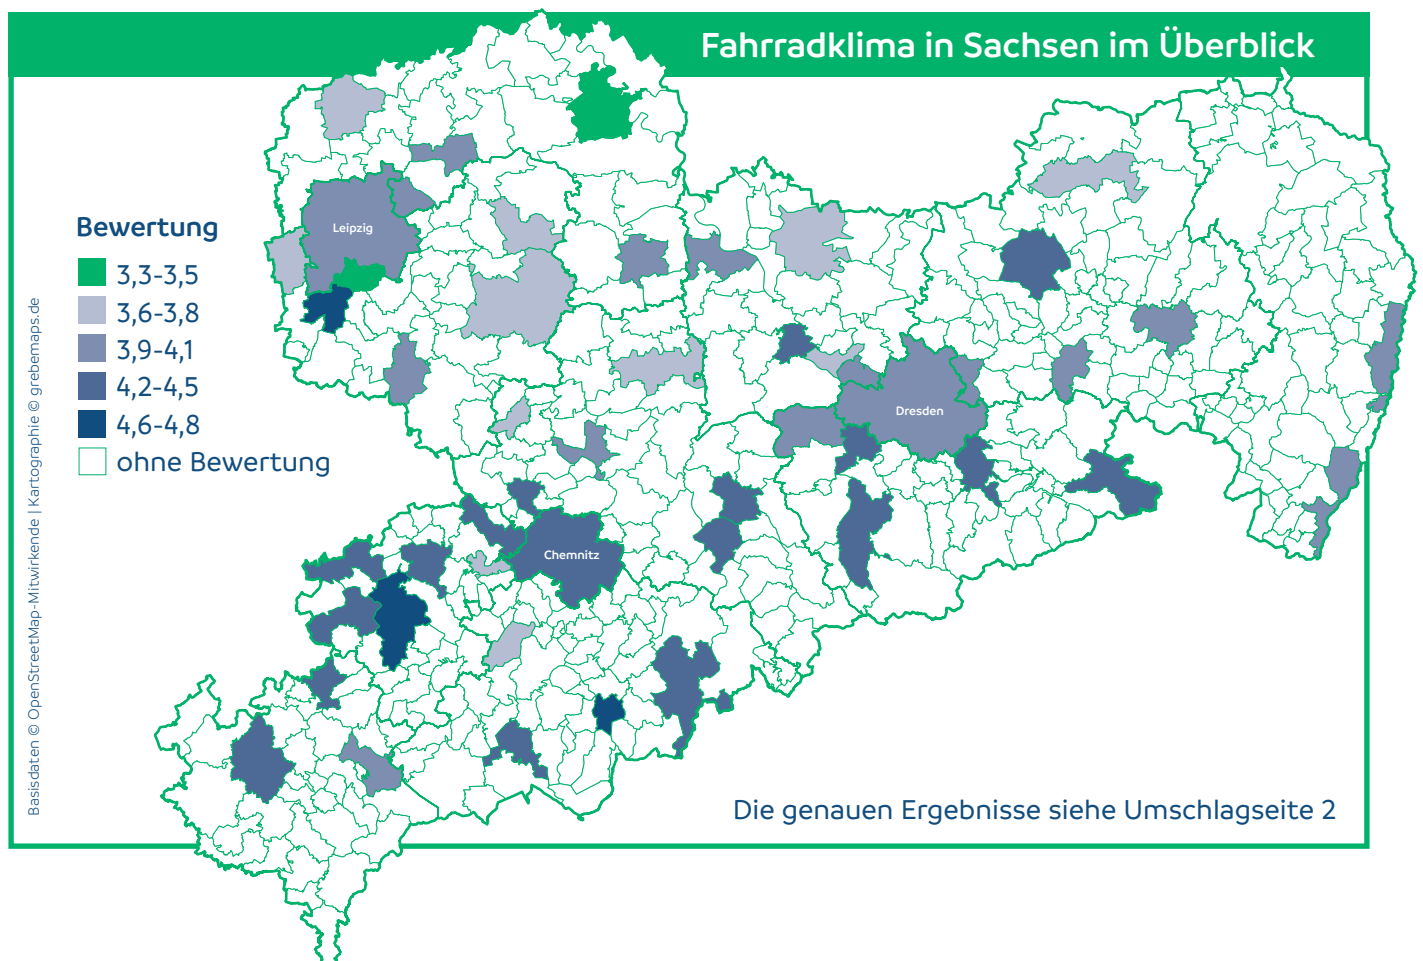 Fahrradklima in Sachsen im Überblick
Bewertung
3,3-3,5
3,6-3,8
3,9-4,1
4,2-4,5
4,6-4,8
ohne Bewertung
Leipzig
Dresden
Chemnitz
Die genauen Ergebnisse siehe Umschlagseite 2
Basisdaten © OpenStreetMap-Mitwirkende | Kartographie © grebemaps.de